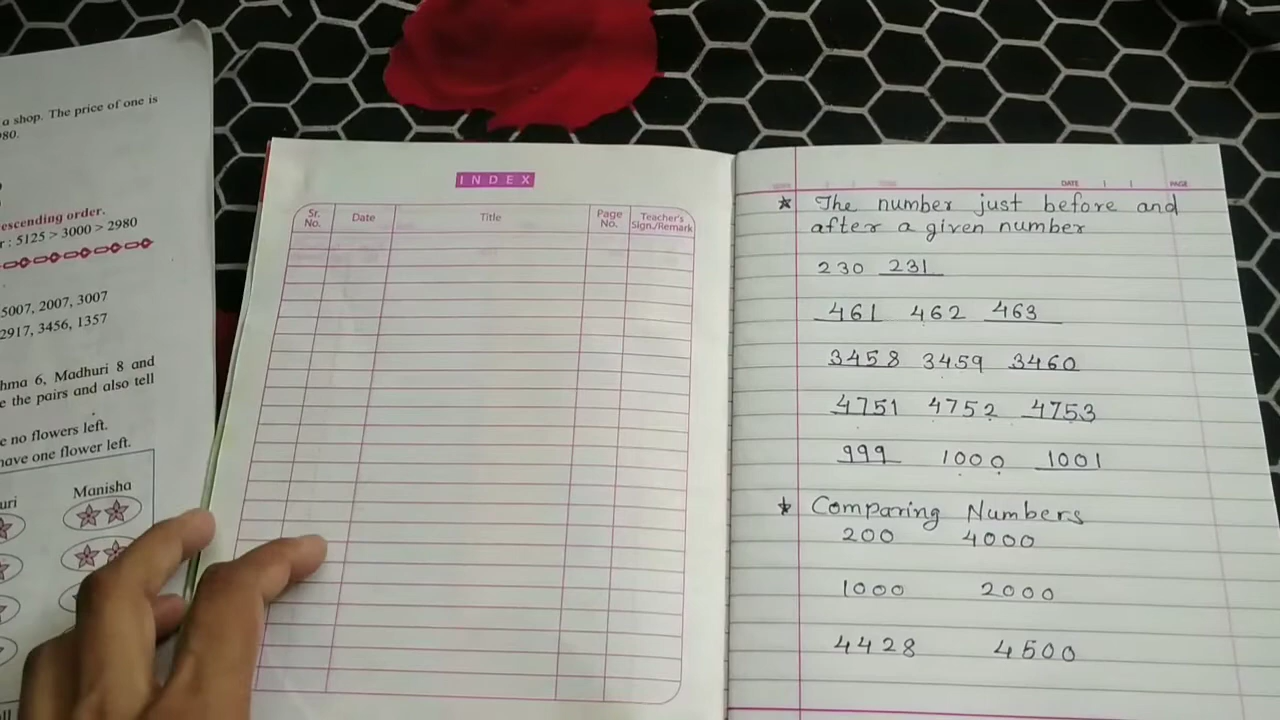 a shop. The price of one is
980.
escending order.
r : 5125 > 3000 > 2980
5007, 2007, 3007
2917, 3456, 1357
hma 6, Madhuri 8 and
e the pairs and also tell
e no flowers left.
have one flower left.
uri Manisha
INDEX
Sr. No. Date Title Page No. Teacher's Sign./Remark
DATE PAGE
* The number just before and
after a given number
230 231
461 462 463
3458 3459 3460
4751 4752 4753
999 1000 1001
* Comparing Numbers
200 4000
1000 2000
4428 4500